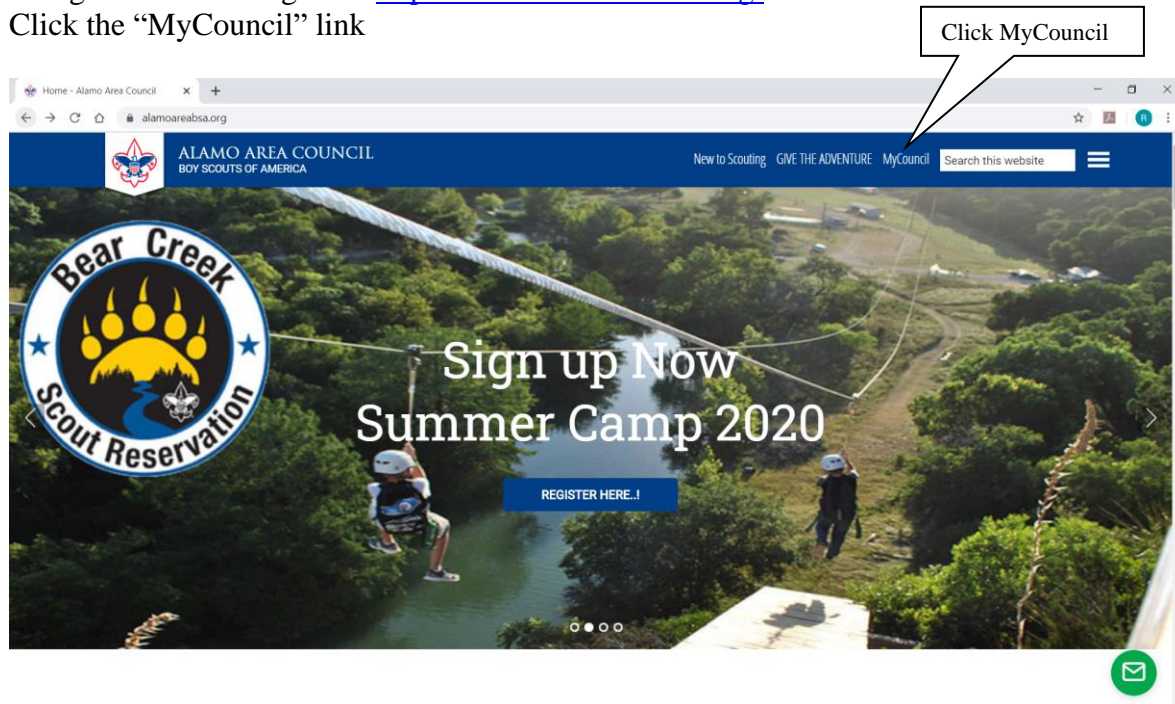 Click the “MyCouncil” link
Click MyCouncil
Home - Alamo Area Council
alamoareabsa.org
R
ALAMO AREA COUNCIL
BOY SCOUTS OF AMERICA
New to Scouting GIVE THE ADVENTURE MyCouncil Search this website
Bear Creek
Scout Reservation
Sign up Now
Summer Camp 2020
REGISTER HERE..!